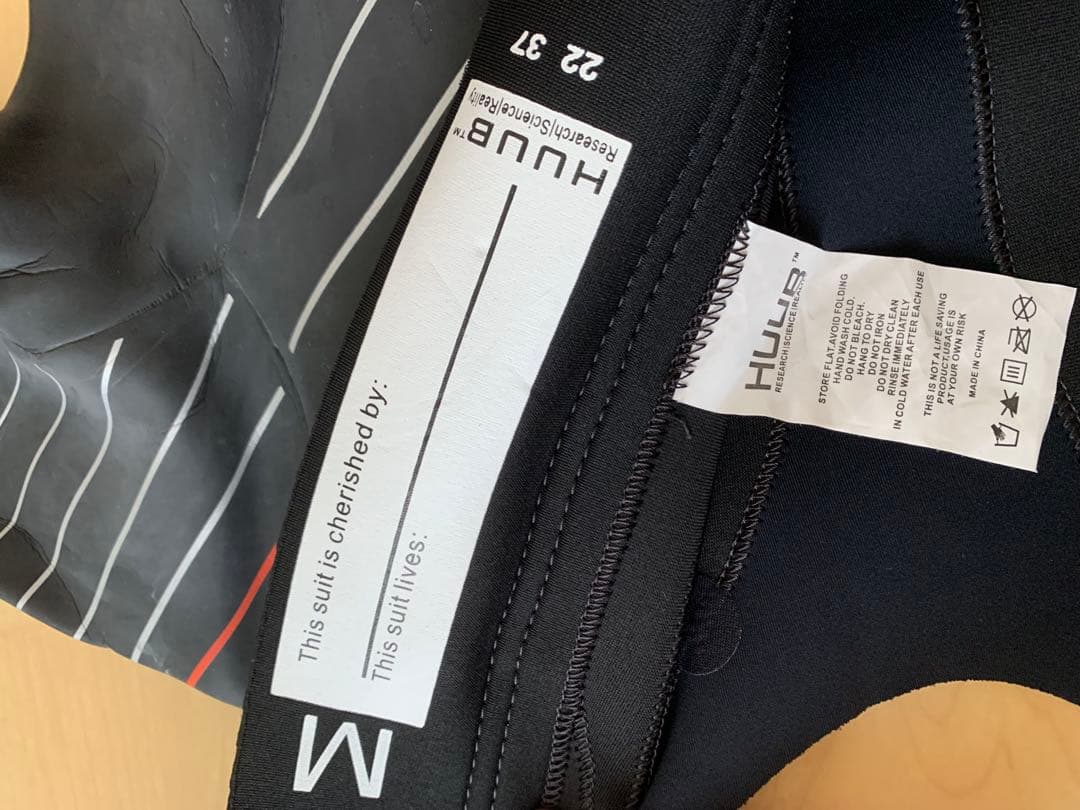 22 37
HUUB™
Research|Science|Reality
This suit is cherished by:
This suit lives:
M
HUUB™
RESEARCH|SCIENCE|REALITY
STORE FLAT.AVOID FOLDING
HAND WASH COLD.
DO NOT BLEACH.
HANG TO DRY
DO NOT IRON
DO NOT DRY CLEAN
RINSE IMMEDIATELY
IN COLD WATER AFTER EACH USE
THIS IS NOT A LIFE SAVING
PRODUCT,USAGE IS
AT YOUR OWN RISK
MADE IN CHINA